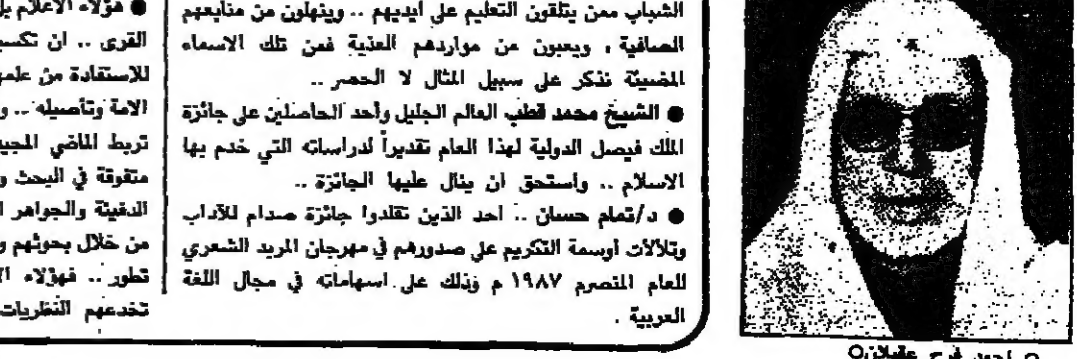 الشباب ممن يتلقون التعليم على ايديهم .. وينهلون من منابعهم
الصافية ، ويعبون من مواردهم العذبة فمن تلك الاسماء
المضيئة نذكر على سبيل المثال لا الحصر ..
● الشيخ محمد قطب العالم الجليل وأحد الحاصلين على جائزة
الملك فيصل الدولية لهذا العام تقديراً لدراساته التي خدم بها
الاسلام .. واستحق ان ينال عليها الجائزة ..
● د/تمام حسان .. احد الذين تقلدوا جائزة صدام للآداب
وتلألأت أوسمة التكريم على صدورهم في مهرجان المربد الشعري
للعام المنصرم ١٩٨٧ م وذلك على اسهاماته في مجال اللغة
العربية .
● هؤلاء الاعلام
القرى .. ان
للاستفادة من
الامة وتأصيله .. و
تربط الماضي
متفوقة في البحث و
الدفينة والجواهر
من خلال بحوثهم و
تطور .. فهؤلاء
تخدعهم النظريات
○ احمد فرح عقيلان ○